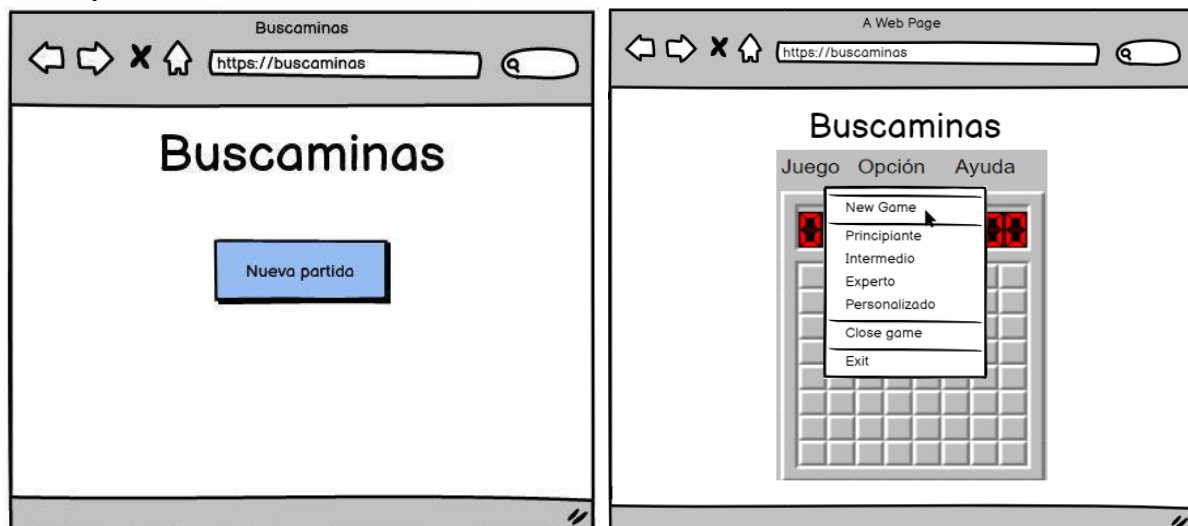 Buscaminas
https://buscaminas
Buscaminas
Nueva partida
A Web Page
https://buscaminas
Buscaminas
Juego Opción Ayuda
New Game
Principiante
Intermedio
Experto
Personalizado
Close game
Exit